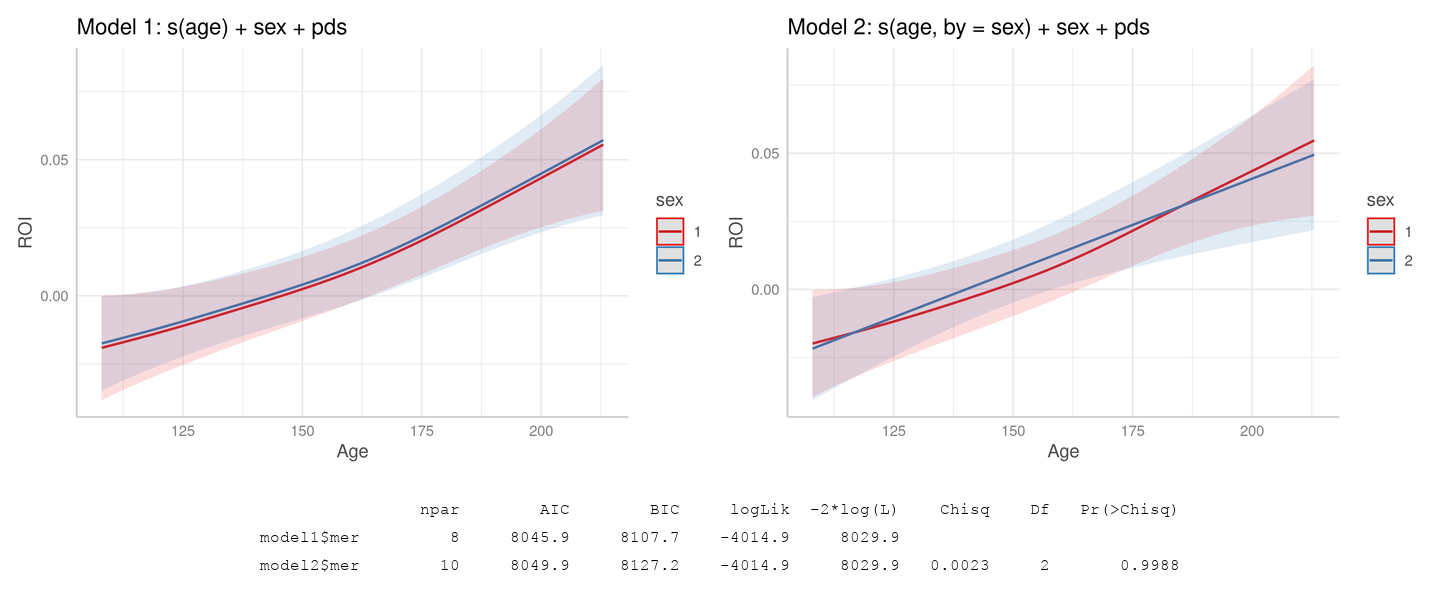 Model 1: s(age) + sex + pds
0.05
0.00
ROI
125 150 175 200
Age
sex
1
2
Model 2: s(age, by = sex) + sex + pds
0.05
0.00
ROI
125 150 175 200
Age
sex
1
2
npar AIC BIC logLik -2*log(L) Chisq Df Pr(>Chisq)
model1$mer 8 8045.9 8107.7 -4014.9 8029.9
model2$mer 10 8049.9 8127.2 -4014.9 8029.9 0.0023 2 0.9988